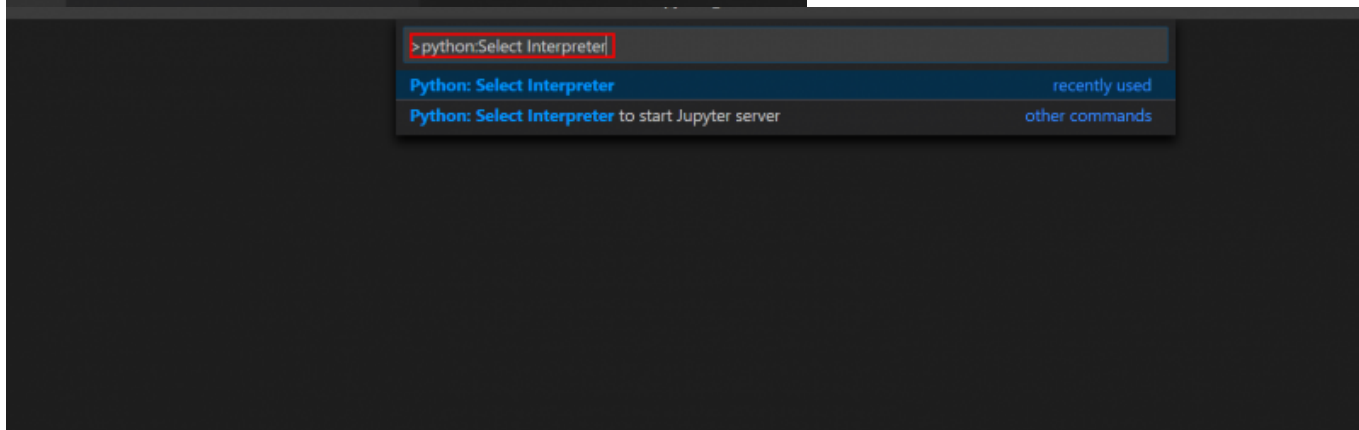 >python:Select Interpreter
Python: Select Interpreter recently used
Python: Select Interpreter to start Jupyter server other commands